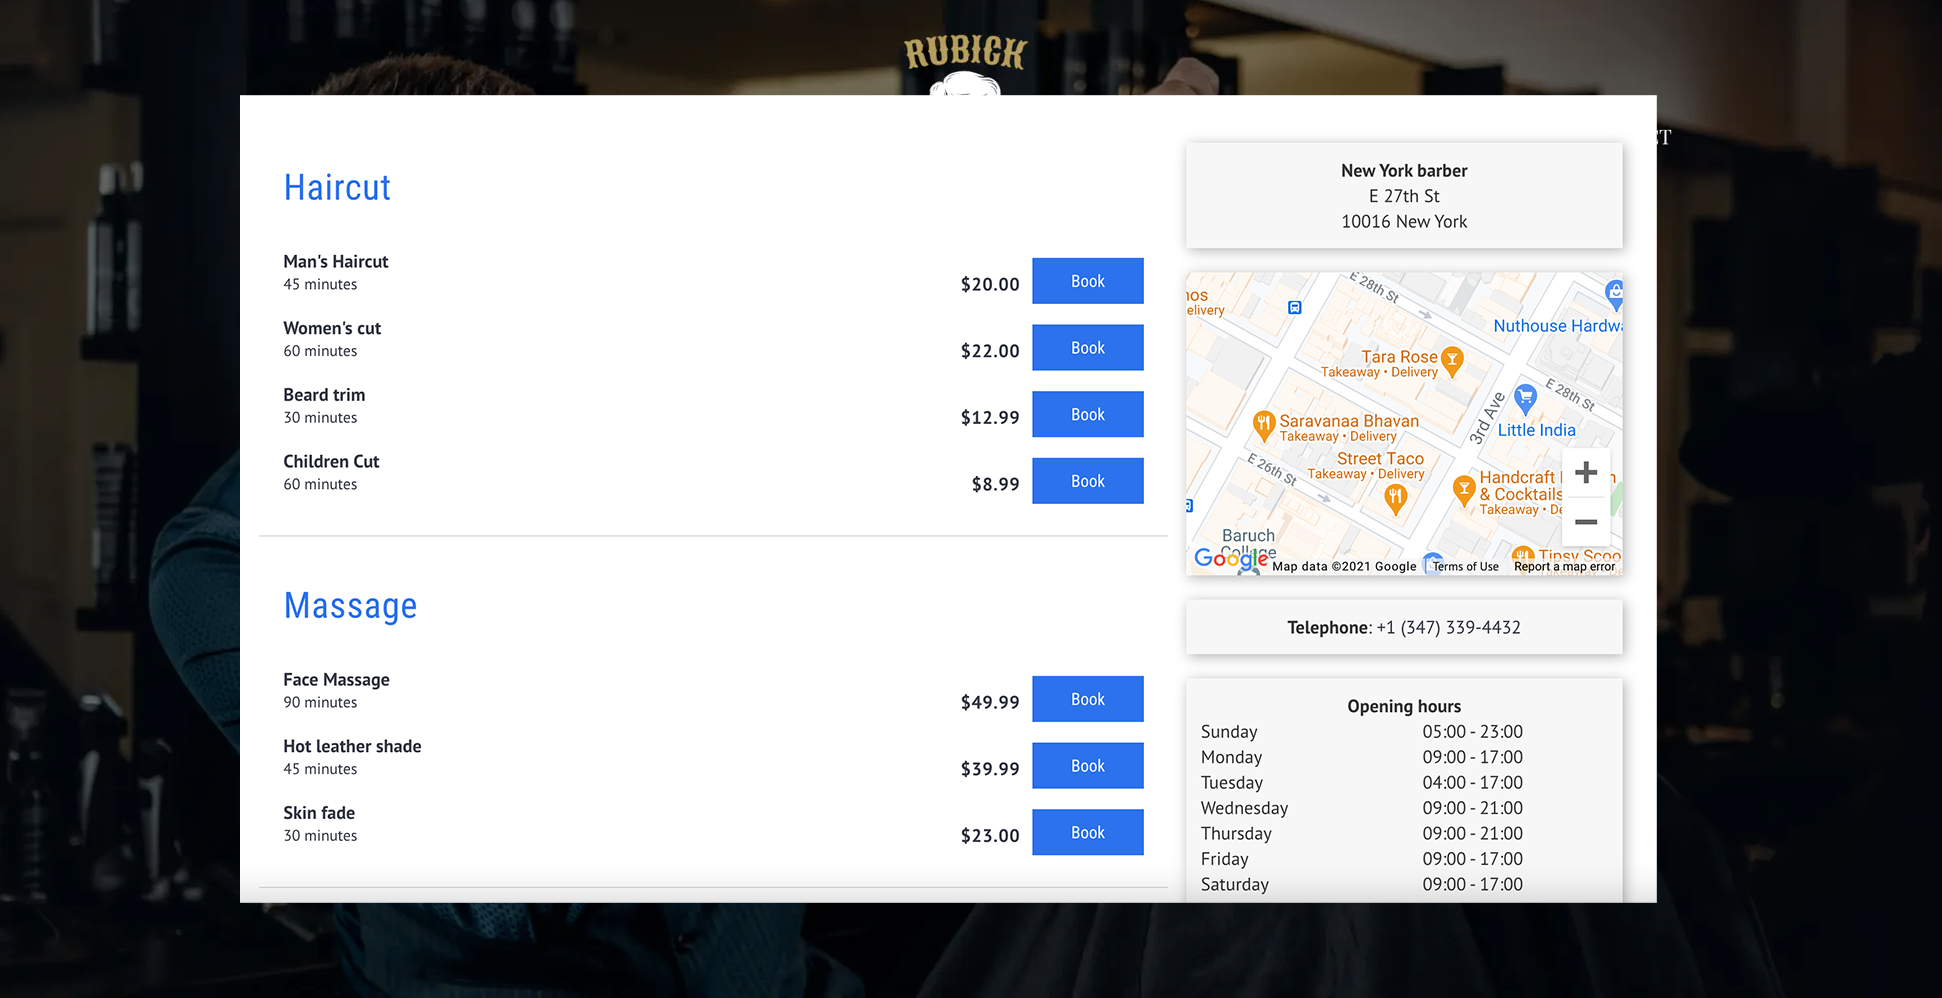 RUBICK
Haircut
Man's Haircut
45 minutes
$20.00
Book
Women's cut
60 minutes
$22.00
Book
Beard trim
30 minutes
$12.99
Book
Children Cut
60 minutes
$8.99
Book
Massage
Face Massage
90 minutes
$49.99
Book
Hot leather shade
45 minutes
$39.99
Book
Skin fade
30 minutes
$23.00
Book
New York barber
E 27th St
10016 New York
E 28th St
elivery
Nuthouse Hardwa
Tara Rose
Takeaway • Delivery
E 28th St
3rd Ave
Little India
Saravanaa Bhavan
Takeaway • Delivery
Street Taco
Takeaway • Delivery
E 26th St
Handcraft
& Cocktails
Takeaway • De
Baruch
College
Tipsy Scoo
Google
Map data ©2021 Google
Terms of Use
Report a map error
Telephone: +1 (347) 339-4432
Opening hours
Sunday 05:00 - 23:00
Monday 09:00 - 17:00
Tuesday 04:00 - 17:00
Wednesday 09:00 - 21:00
Thursday 09:00 - 21:00
Friday 09:00 - 17:00
Saturday 09:00 - 17:00